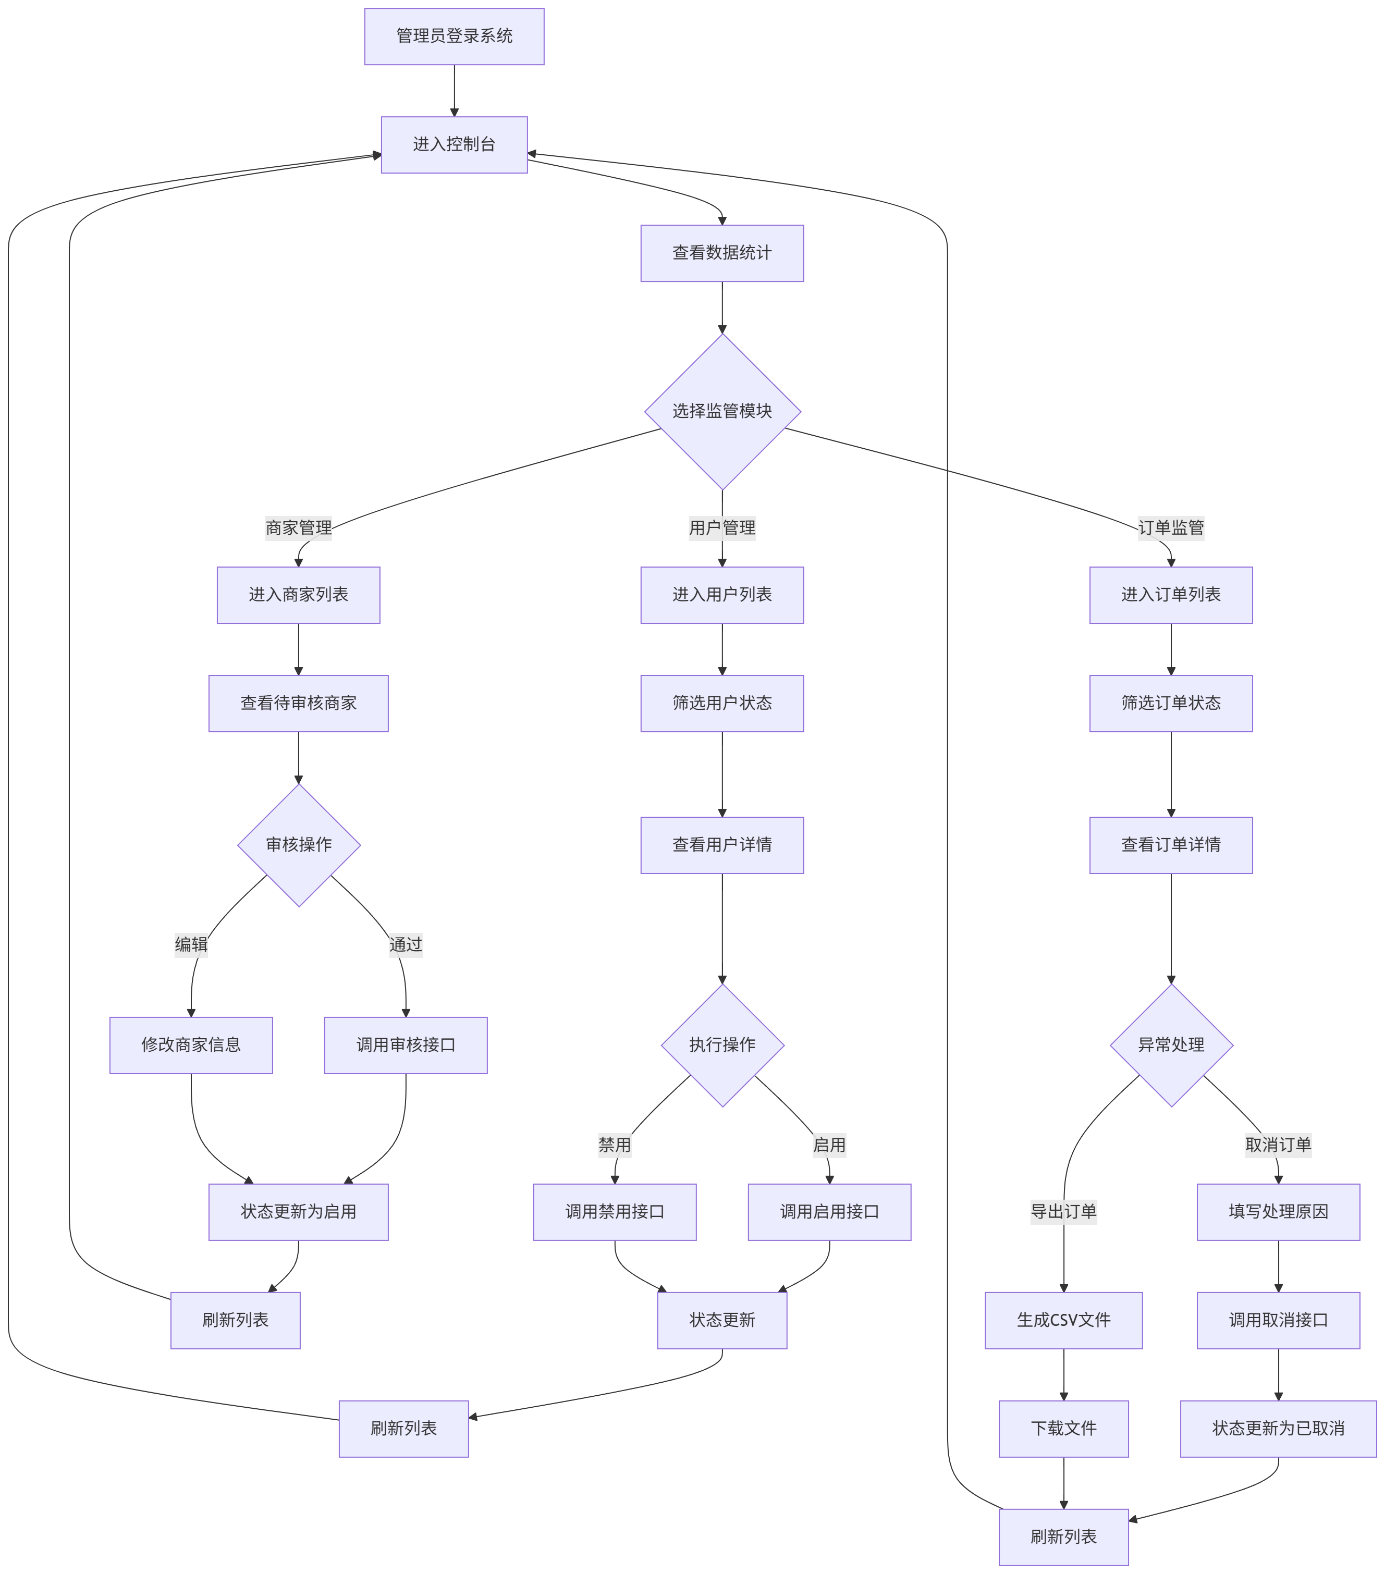 管理员登录系统
进入控制台
查看数据统计
选择监管模块
商家管理
用户管理
订单监管
进入商家列表
进入用户列表
进入订单列表
查看待审核商家
筛选用户状态
筛选订单状态
审核操作
查看用户详情
查看订单详情
编辑
通过
修改商家信息
调用审核接口
执行操作
异常处理
禁用
启用
取消订单
状态更新为启用
调用禁用接口
调用启用接口
导出订单
填写处理原因
刷新列表
状态更新
生成CSV文件
调用取消接口
刷新列表
下载文件
状态更新为已取消
刷新列表